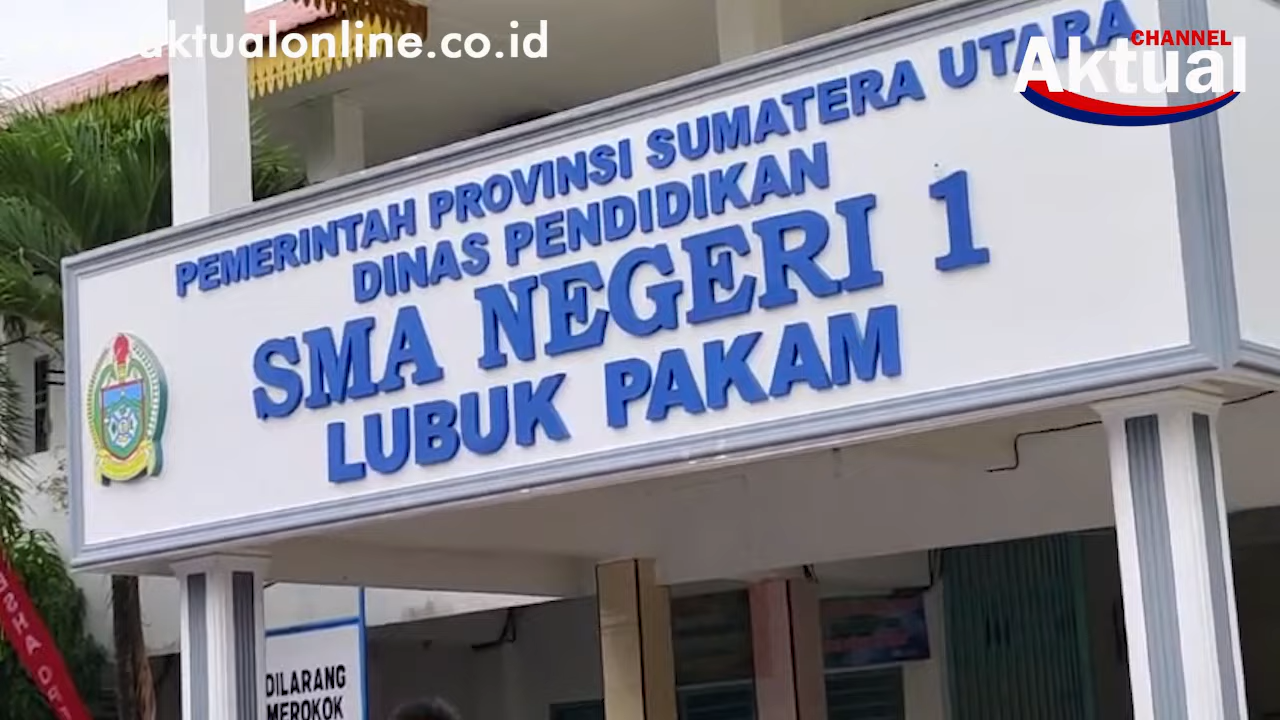 aktualonline.co.id
CHANNEL
Aktual
PEMERINTAH PROVINSI SUMATERA UTARA
DINAS PENDIDIKAN
SMA NEGERI 1
LUBUK PAKAM
DILARANG
MEROKOK